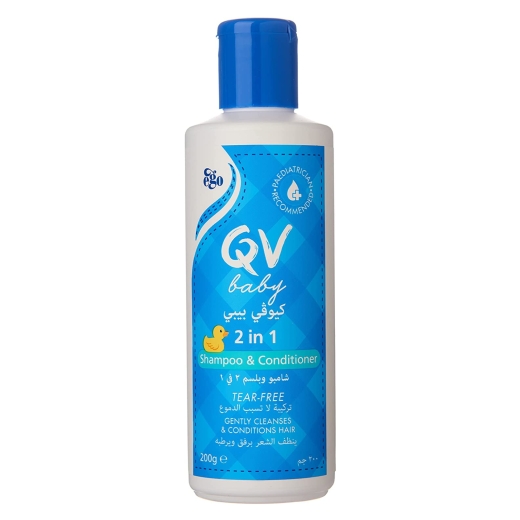 ego
PAEDIATRICIAN
RECOMMENDED
QV
baby
كيوڤي بيبي
2 in 1
Shampoo & Conditioner
شامبو وبلسم ٢ في ١
TEAR-FREE
تركيبة لا تسبب الدموع
GENTLY CLEANSES
& CONDITIONS HAIR
ينظف الشعر برفق ويرطبه
200g e ٢٠٠ جم